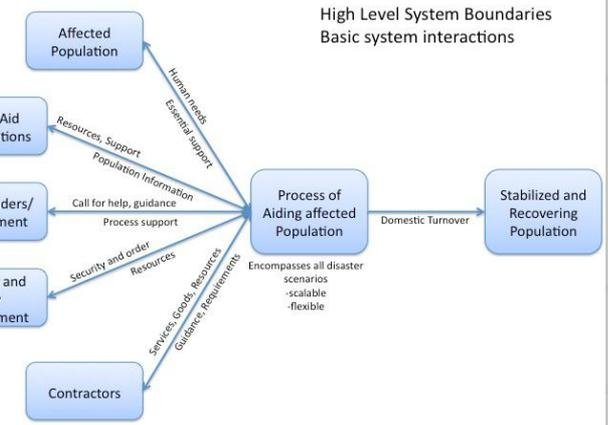 High Level System Boundaries
Basic system interactions
Affected
Population
Human needs
Essential support
Aid
tions
Resources, Support
Population Information
ders/
ment
Call for help, guidance
Process support
and
ment
Security and order
Resources
Services, Goods, Resources
Guidance, Requirements
Contractors
Process of
Aiding affected
Population
Encompasses all disaster
scenarios
-scalable
-flexible
Domestic Turnover
Stabilized and
Recovering
Population